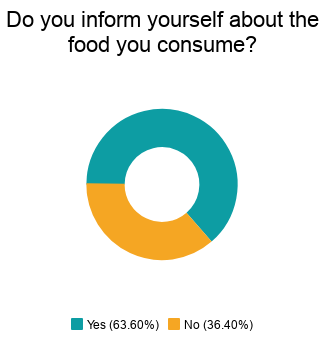 Do you inform yourself about the
food you consume?
Yes (63.60%) No (36.40%)